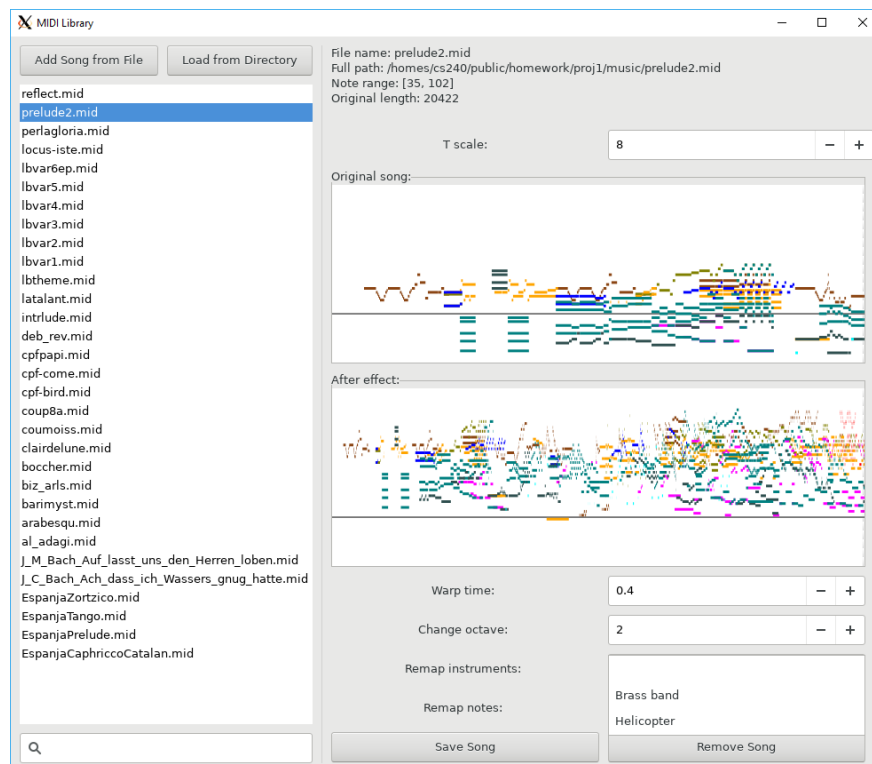 MIDI Library
Add Song from File
Load from Directory
reflect.mid
prelude2.mid
perlagloria.mid
locus-iste.mid
lbvar6ep.mid
lbvar5.mid
lbvar4.mid
lbvar3.mid
lbvar2.mid
lbvar1.mid
lbtheme.mid
latalant.mid
intrlude.mid
deb_rev.mid
cpfpapi.mid
cpf-come.mid
cpf-bird.mid
coup8a.mid
coumoiss.mid
clairdelune.mid
boccher.mid
biz_arls.mid
barimyst.mid
arabesqu.mid
al_adagi.mid
J_M_Bach_Auf_lasst_uns_den_Herren_loben.mid
J_C_Bach_Ach_dass_ich_Wassers_gnug_hatte.mid
EspanjaZortzico.mid
EspanjaTango.mid
EspanjaPrelude.mid
EspanjaCaphriccoCatalan.mid
File name: prelude2.mid
Full path: /homes/cs240/public/homework/proj1/music/prelude2.mid
Note range: [35, 102]
Original length: 20422
T scale: 8
Original song:
After effect:
Warp time: 0.4
Change octave: 2
Remap instruments:
Brass band
Remap notes:
Helicopter
Save Song
Remove Song